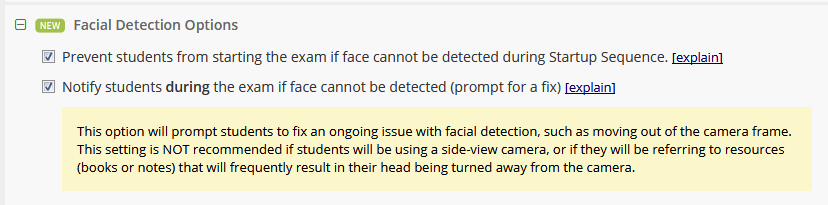 NEW Facial Detection Options
Prevent students from starting the exam if face cannot be detected during Startup Sequence. [explain]
Notify students during the exam if face cannot be detected (prompt for a fix) [explain]
This option will prompt students to fix an ongoing issue with facial detection, such as moving out of the camera frame.
This setting is NOT recommended if students will be using a side-view camera, or if they will be referring to resources
(books or notes) that will frequently result in their head being turned away from the camera.